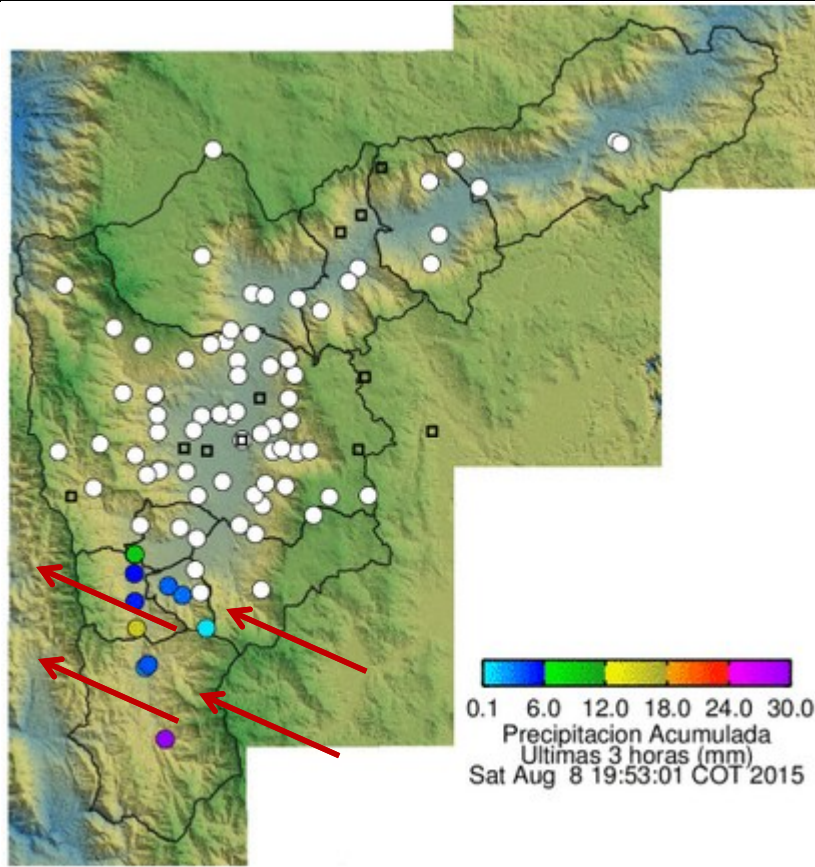 0.1 6.0 12.0 18.0 24.0 30.0
Precipitacion Acumulada
Ultimas 3 horas (mm)
Sat Aug 8 19:53:01 COT 2015